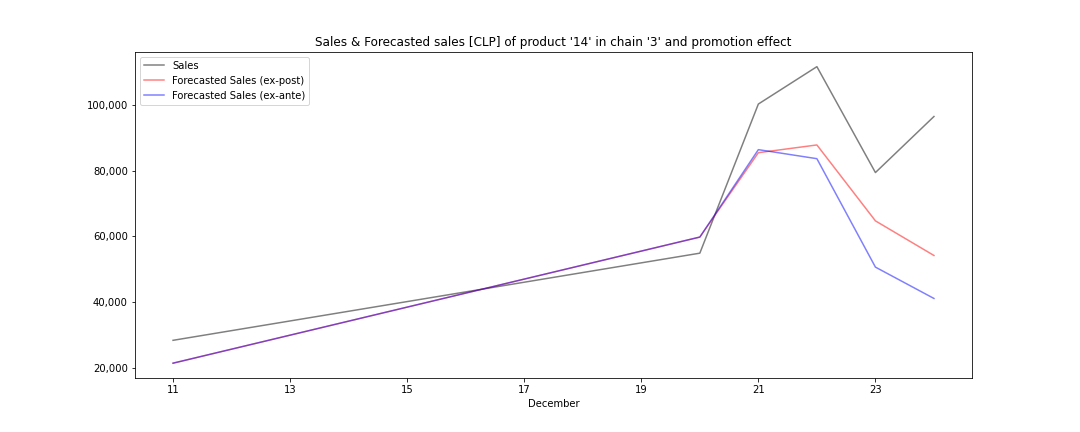 Sales & Forecasted sales [CLP] of product '14' in chain '3' and promotion effect
Sales
Forecasted Sales (ex-post)
Forecasted Sales (ex-ante)
100,000
80,000
60,000
40,000
20,000
11 13 15 17 19 21 23
December